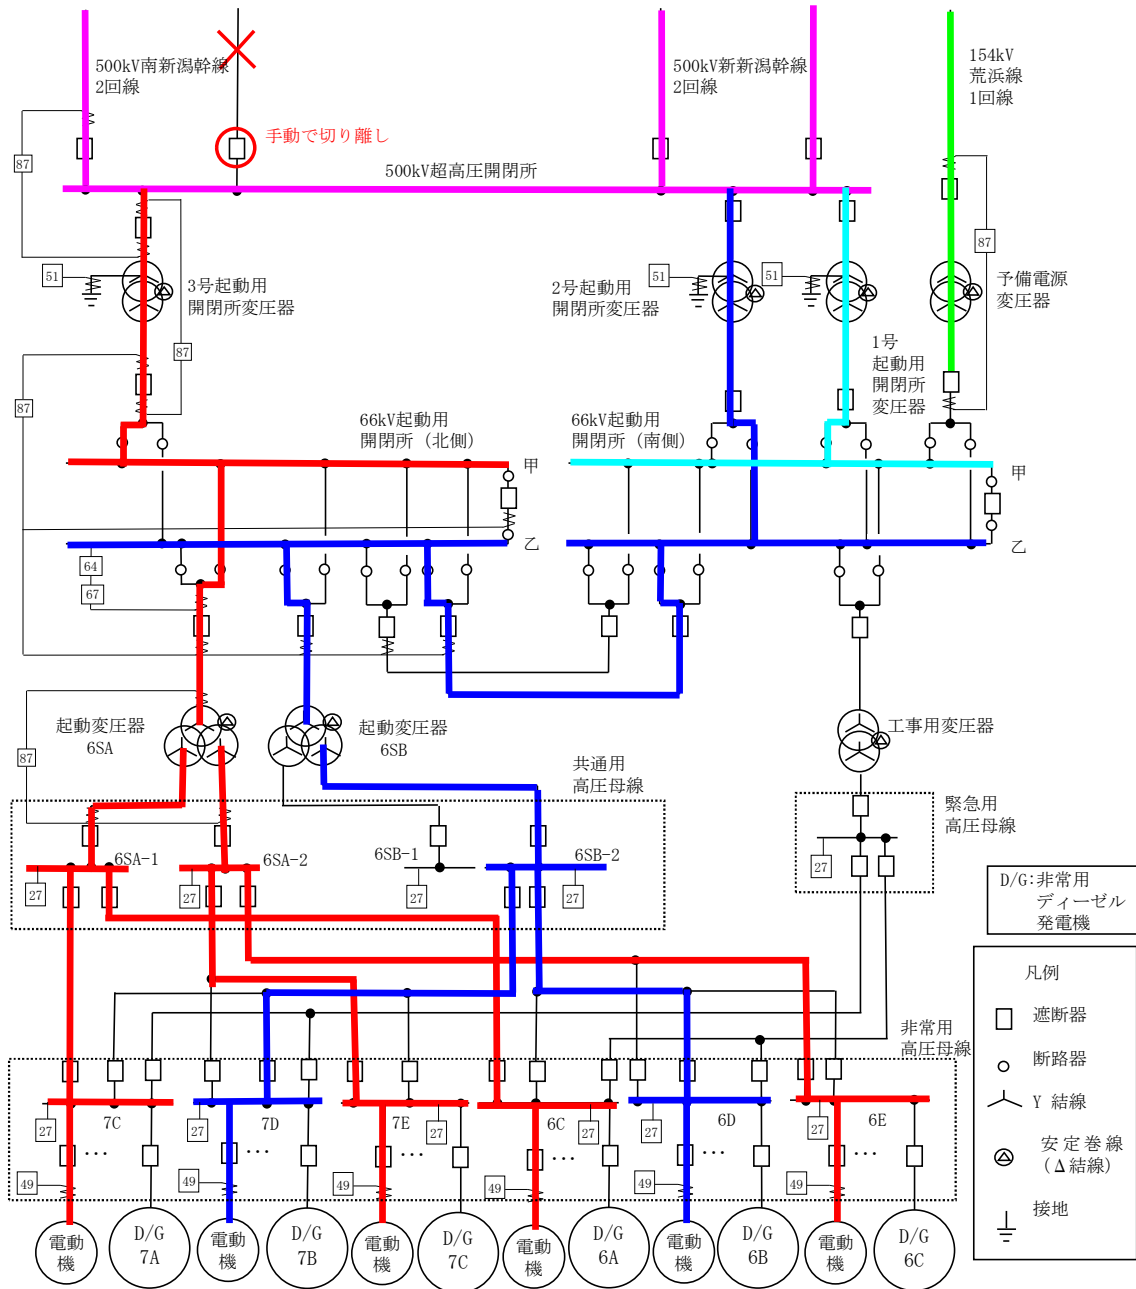 500kV南新潟幹線
2回線
500kV新新潟幹線
2回線
154kV
荒浜線
1回線
手動で切り離し
87
500kV超高圧開閉所
87
51
3号起動用
開閉所変圧器
51
2号起動用
開閉所変圧器
51
予備電源
変圧器
87
87
1号
起動用
開閉所
変圧器
66kV起動用
開閉所（北側）
66kV起動用
開閉所（南側）
甲
甲
乙
乙
64
67
起動変圧器
6SA
起動変圧器
6SB
工事用変圧器
87
共通用
高圧母線
緊急用
高圧母線
6SA-1
6SA-2
6SB-1
6SB-2
27
27
27
27
27
D/G:非常用
ディーゼル
発電機
凡例
遮断器
断路器
Y 結線
安定巻線
(Δ結線)
接地
非常用
高圧母線
7C
7D
7E
6C
6D
6E
27
27
27
27
27
27
…
…
…
…
…
…
49
49
49
49
49
49
電動
機
D/G
7A
電動
機
D/G
7B
電動
機
D/G
7C
電動
機
D/G
6A
電動
機
D/G
6B
電動
機
D/G
6C